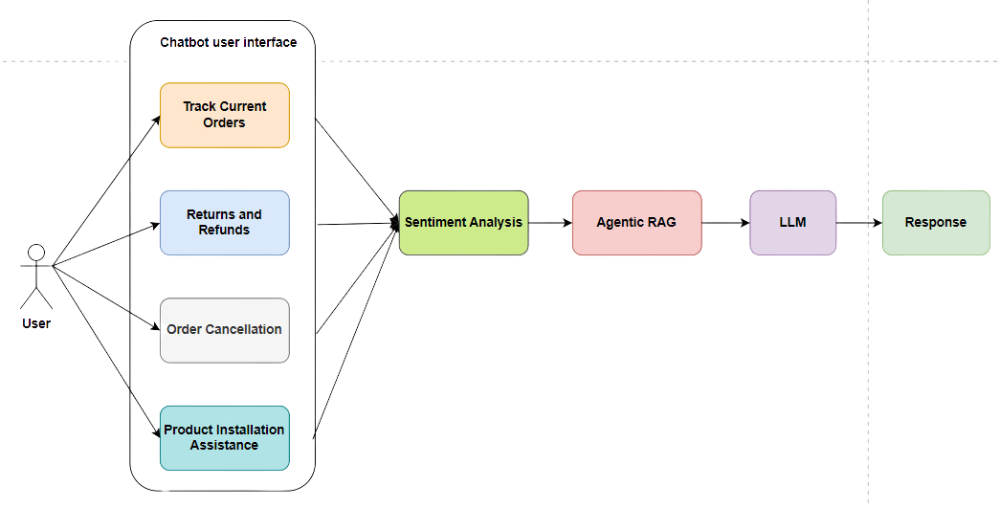 Chatbot user interface
Track Current
Orders
Returns and
Refunds
Order Cancellation
Product Installation
Assistance
User
Sentiment Analysis
Agentic RAG
LLM
Response